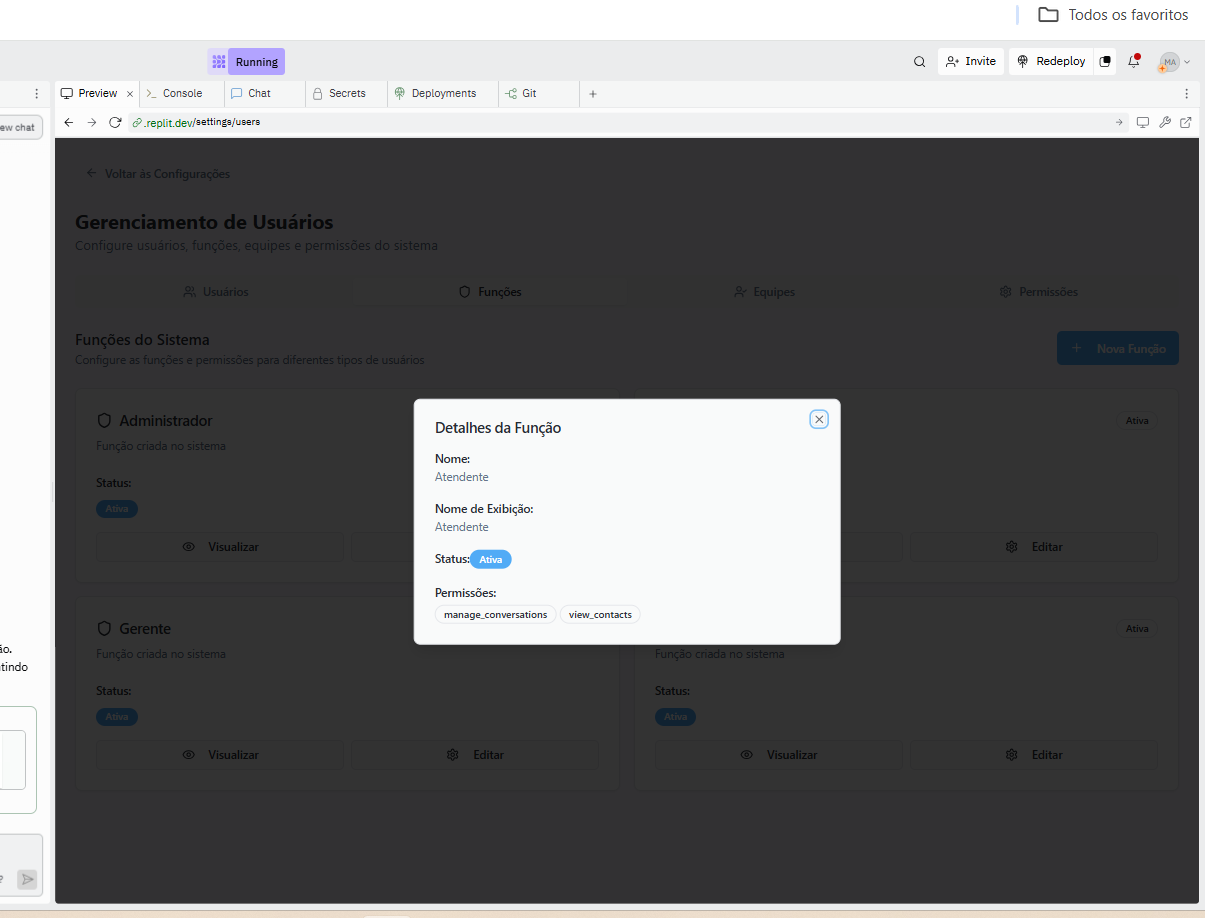 Todos os favoritos
Running
Invite
Redeploy
MA
Preview
Console
Chat
Secrets
Deployments
Git
ew chat
.replit.dev/settings/users
Voltar às Configurações
Gerenciamento de Usuários
Configure usuários, funções, equipes e permissões do sistema
Usuários
Funções
Equipes
Permissões
Funções do Sistema
Configure as funções e permissões para diferentes tipos de usuários
Nova Função
Administrador
Ativa
Função criada no sistema
Status:
Ativa
Visualizar
Editar
Detalhes da Função
Nome:
Atendente
Nome de Exibição:
Atendente
Status: Ativa
Permissões:
manage_conversations view_contacts
Gerente
Ativa
Função criada no sistema
Função criada no sistema
Status:
Status:
Ativa
Ativa
Visualizar
Editar
Visualizar
Editar
ão.
tindo
?